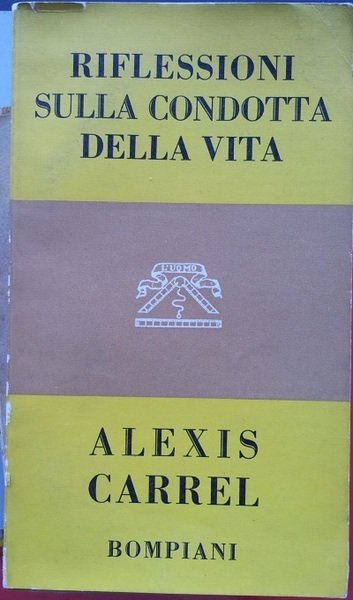 RIFLESSIONI
SULLA CONDOTTA
DELLA VITA
L'UOMO
ALEXIS
CARREL
BOMPIANI